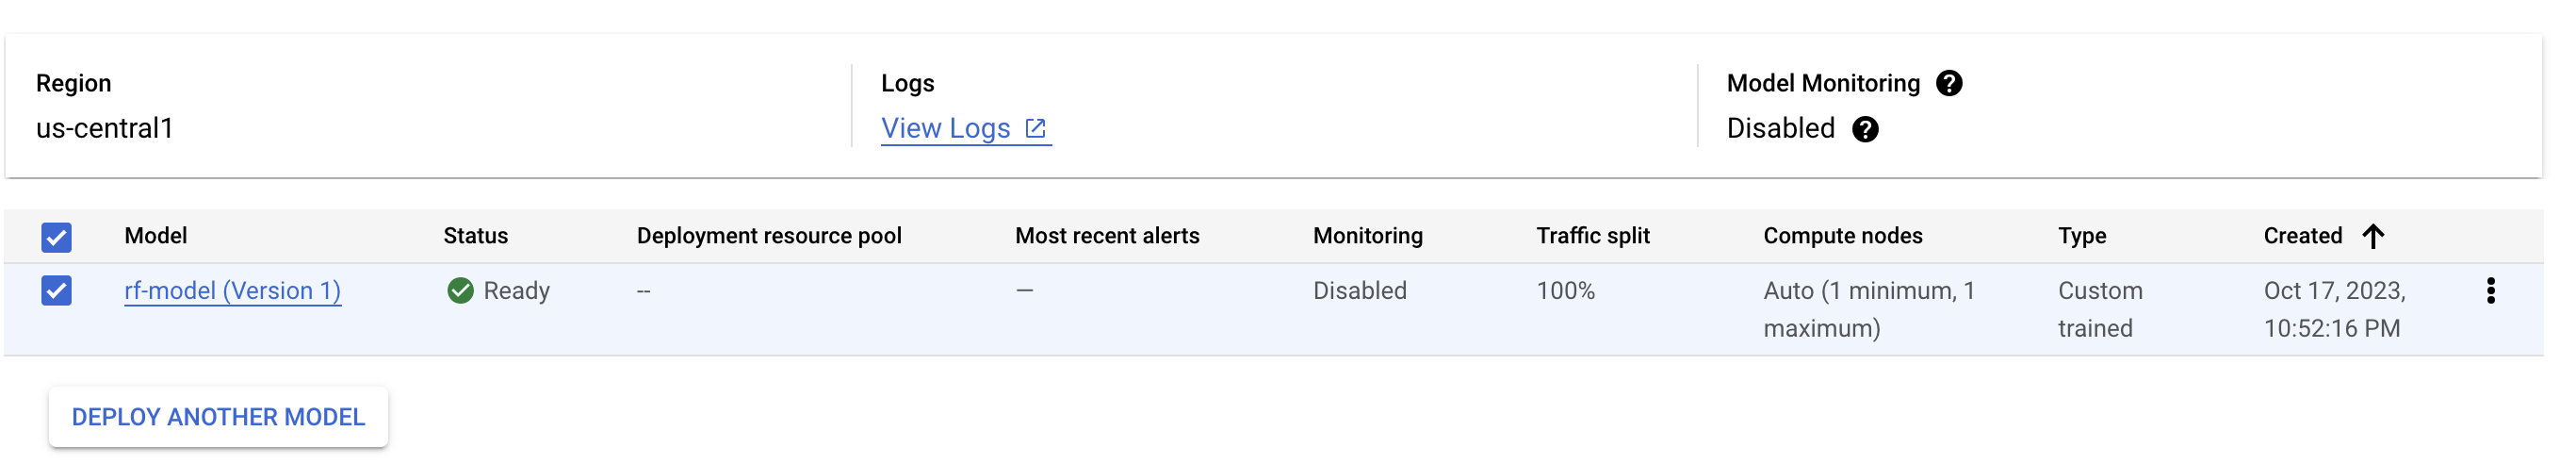 Region
us-central1
Logs
View Logs
Model Monitoring ?
Disabled ?
Model Status Deployment resource pool Most recent alerts Monitoring Traffic split Compute nodes Type Created ↑
rf-model (Version 1) Ready -- — Disabled 100% Auto (1 minimum, 1 Custom Oct 17, 2023,
maximum) trained 10:52:16 PM
DEPLOY ANOTHER MODEL